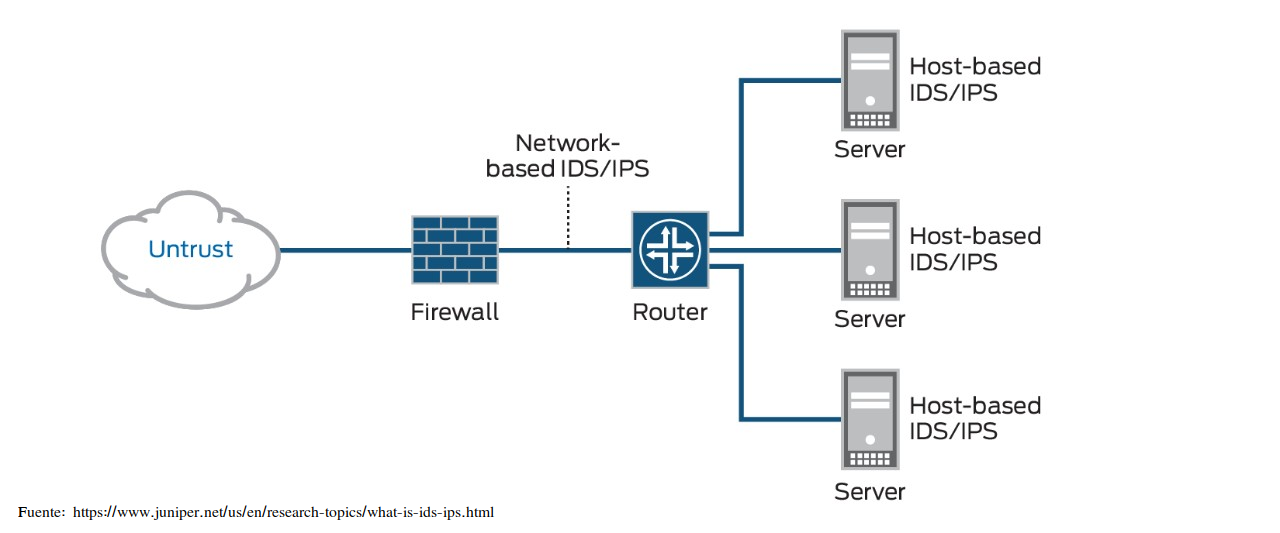 Host-based
IDS/IPS
Server
Network-
based IDS/IPS
Untrust
Firewall
Router
Host-based
IDS/IPS
Server
Host-based
IDS/IPS
Server
Fuente: https://www.juniper.net/us/en/research-topics/what-is-ids-ips.html